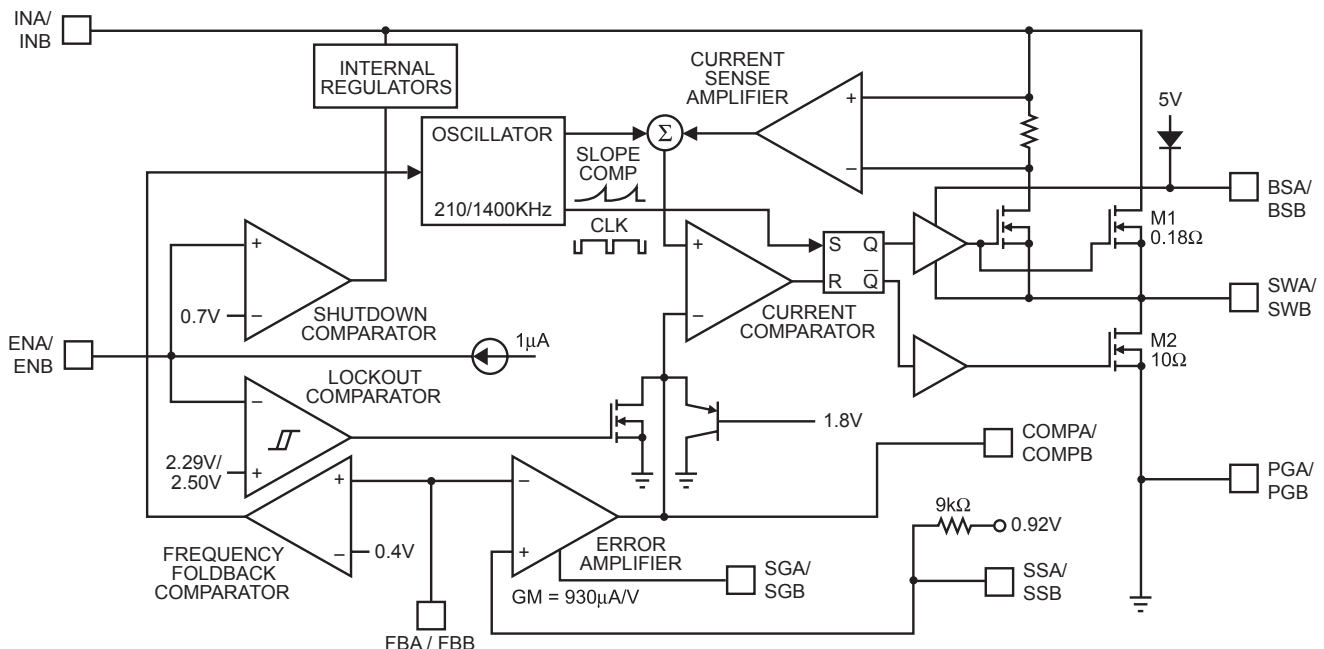 INA/
INB
INTERNAL
REGULATORS
CURRENT
SENSE
AMPLIFIER
+
–
5V
OSCILLATOR
210/1400KHz
Σ
SLOPE
COMP
CLK
BSA/
BSB
M1
0.18Ω
+
–
0.7V
SHUTDOWN
COMPARATOR
+
–
CURRENT
COMPARATOR
S Q
R Q̅
SWA/
SWB
ENA/
ENB
1µA
M2
10Ω
LOCKOUT
COMPARATOR
–
+
2.29V/
2.50V
1.8V
COMPA/
COMPB
PGA/
PGB
+
–
0.4V
FREQUENCY
FOLDBACK
COMPARATOR
–
+
ERROR
AMPLIFIER
GM = 930µA/V
9kΩ
0.92V
SGA/
SGB
SSA/
SSB
FBA / FBB